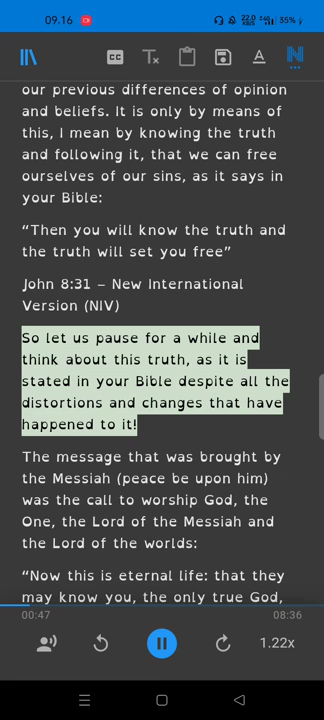 09.16
22.0
KB/S
35%
CC
our previous differences of opinion
and beliefs. It is only by means of
this, I mean by knowing the truth
and following it, that we can free
ourselves of our sins, as it says in
your Bible:
“Then you will know the truth and
the truth will set you free”
John 8:31 – New International
Version (NIV)
So let us pause for a while and
think about this truth, as it is
stated in your Bible despite all the
distortions and changes that have
happened to it!
The message that was brought by
the Messiah (peace be upon him)
was the call to worship God, the
One, the Lord of the Messiah and
the Lord of the worlds:
“Now this is eternal life: that they
may know you, the only true God,
00:47
08:36
1.22x